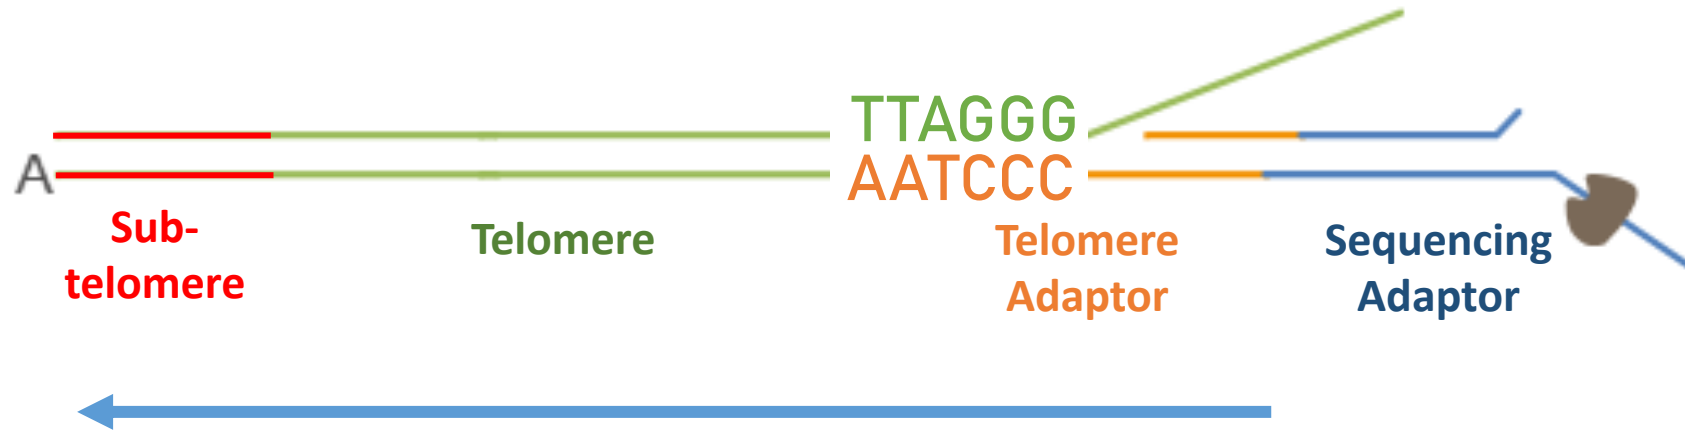 TTAGGG
A
AATCCC
Sub-
telomere
Telomere
Telomere
Adaptor
Sequencing
Adaptor